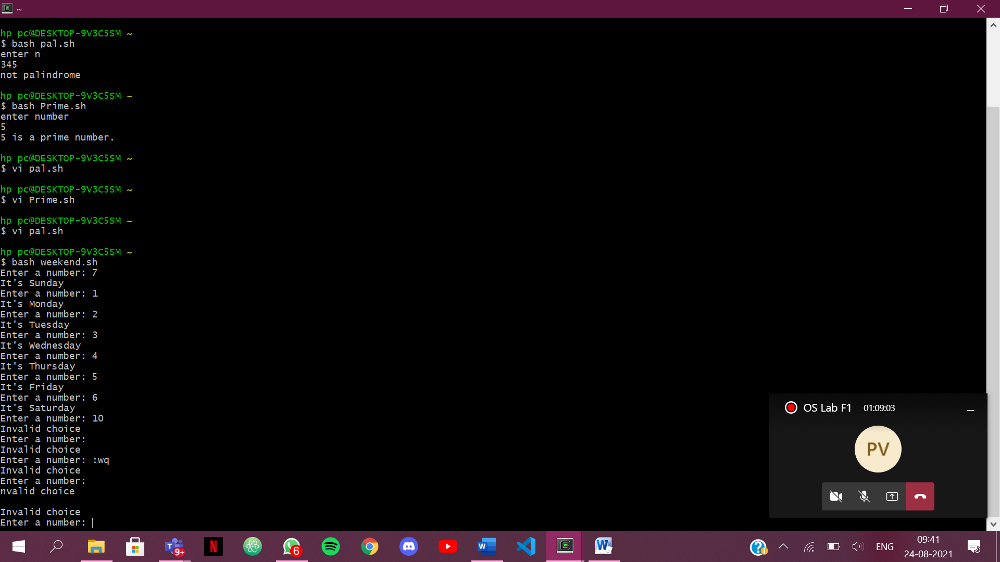 ~
hp pc@DESKTOP-9V3C5SM ~
$ bash pal.sh
enter n
345
not palindrome
hp pc@DESKTOP-9V3C5SM ~
$ bash Prime.sh
enter number
5
5 is a prime number.
hp pc@DESKTOP-9V3C5SM ~
$ vi pal.sh
hp pc@DESKTOP-9V3C5SM ~
$ vi Prime.sh
hp pc@DESKTOP-9V3C5SM ~
$ vi pal.sh
hp pc@DESKTOP-9V3C5SM ~
$ bash weekend.sh
Enter a number: 7
It's Sunday
Enter a number: 1
It's Monday
Enter a number: 2
It's Tuesday
Enter a number: 3
It's Wednesday
Enter a number: 4
It's Thursday
Enter a number: 5
It's Friday
Enter a number: 6
It's Saturday
Enter a number: 10
Invalid choice
Enter a number:
Invalid choice
Enter a number: :wq
Invalid choice
Enter a number:
nvalid choice
Invalid choice
Enter a number:
OS Lab F1 01:09:03
PV
9+
6
ENG
09:41
24-08-2021